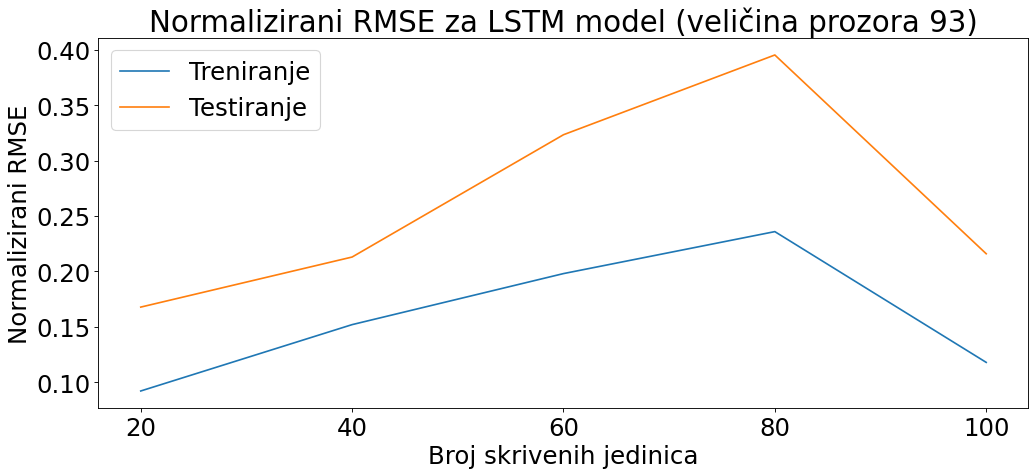 Normalizirani RMSE za LSTM model (veličina prozora 93)
Treniranje
Testiranje
Normalizirani RMSE
0.40
0.35
0.30
0.25
0.20
0.15
0.10
20 40 60 80 100
Broj skrivenih jedinica